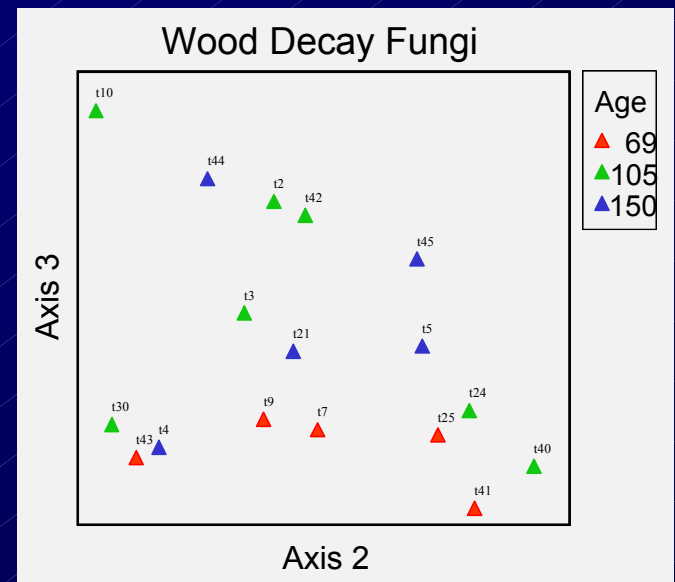 Wood Decay Fungi
t10
t44
t2
t42
t45
t3
t21
t5
t30
t43
t4
t9
t7
t25
t24
t40
t41
Axis 3
Axis 2
Age
69
105
150